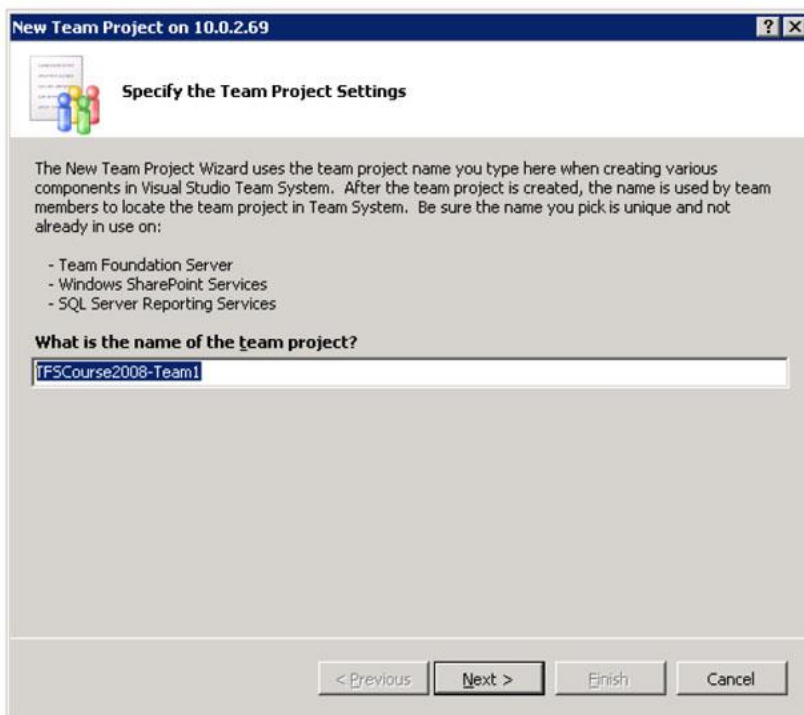 New Team Project on 10.0.2.69
Specify the Team Project Settings
The New Team Project Wizard uses the team project name you type here when creating various
components in Visual Studio Team System.  After the team project is created, the name is used by team
members to locate the team project in Team System.  Be sure the name you pick is unique and not
already in use on:
- Team Foundation Server
- Windows SharePoint Services
- SQL Server Reporting Services
What is the name of the team project?
TFSCourse2008-Team1
< Previous Next > Finish Cancel